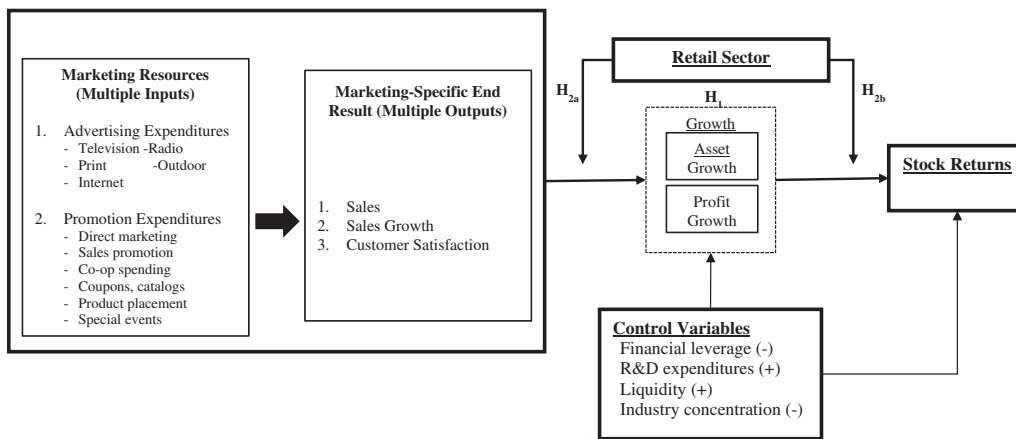 Marketing Resources
(Multiple Inputs)
1. Advertising Expenditures
- Television -Radio
- Print -Outdoor
- Internet
2. Promotion Expenditures
- Direct marketing
- Sales promotion
- Co-op spending
- Coupons, catalogs
- Product placement
- Special events
Marketing-Specific End
Result (Multiple Outputs)
1. Sales
2. Sales Growth
3. Customer Satisfaction
Retail Sector
H2a
H1
H2b
Growth
Asset
Growth
Profit
Growth
Stock Returns
Control Variables
Financial leverage (-)
R&D expenditures (+)
Liquidity (+)
Industry concentration (-)